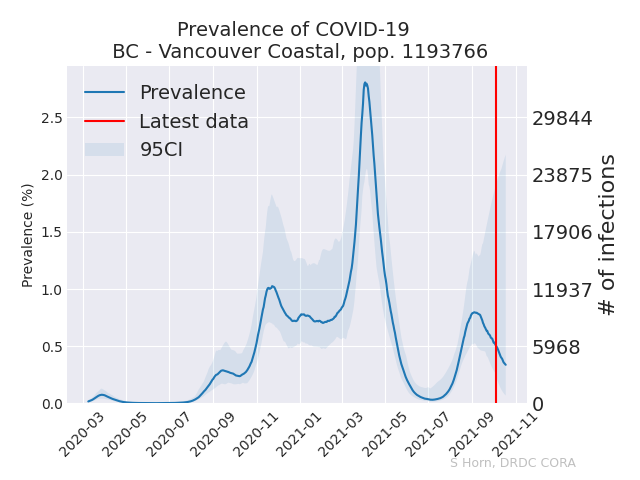 Prevalence of COVID-19
BC - Vancouver Coastal, pop. 1193766
Prevalence
Latest data
95CI
Prevalence (%)
2.5
2.0
1.5
1.0
0.5
0.0
29844
23875
17906
11937
5968
0
# of infections
2020-03
2020-05
2020-07
2020-09
2020-11
2021-01
2021-03
2021-05
2021-07
2021-09
2021-11
S Horn, DRDC CORA